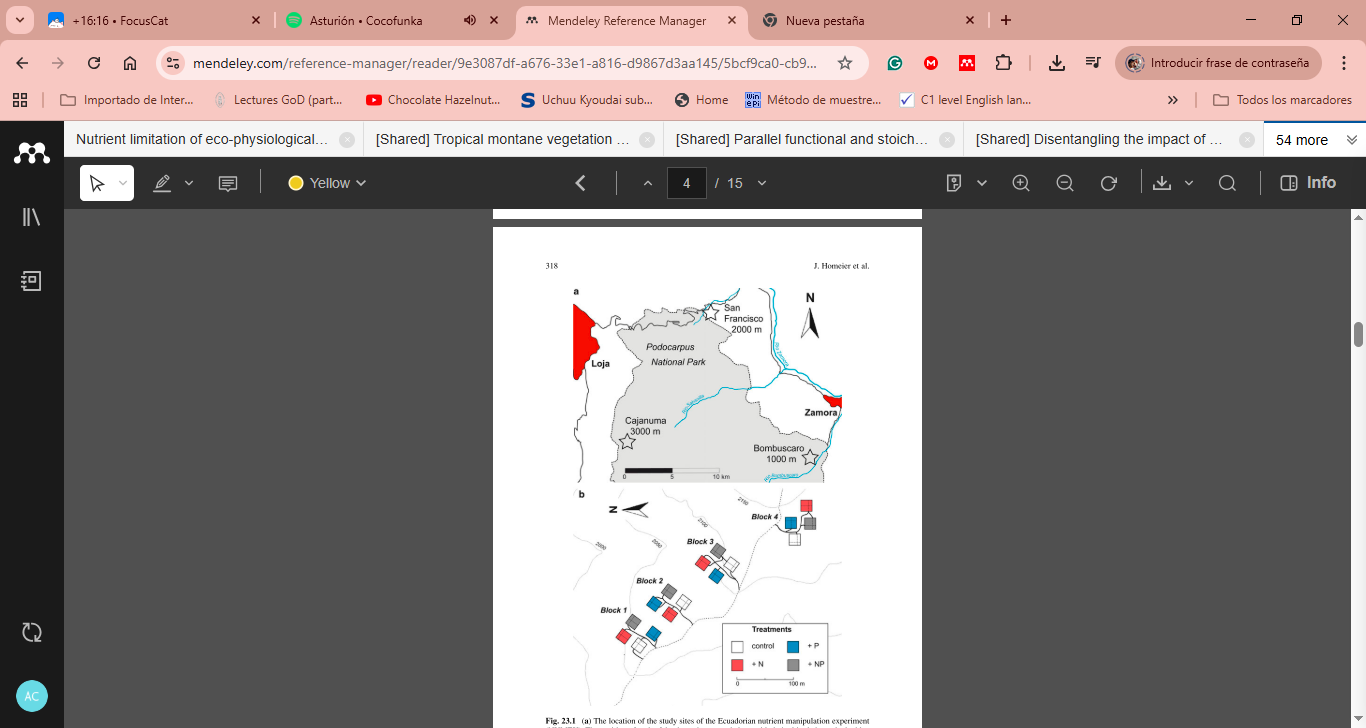 +16:16 • FocusCat
Asturión • Cocofunka
Mendeley Reference Manager
Nueva pestaña
mendeley.com/reference-manager/reader/9e3087df-a676-33e1-a816-d9867d3aa145/5bcf9ca0-cb9...
Introducir frase de contraseña
Importado de Inter...
Lectures GoD (part...
Chocolate Hazelnut...
Uchuu Kyoudai sub...
Home
Método de muestre...
C1 level English lan...
»
Todos los marcadores
Nutrient limitation of eco-physiological...
[Shared] Tropical montane vegetation ...
[Shared] Parallel functional and stoich...
[Shared] Disentangling the impact of ...
54 more
Yellow
4 / 15
Info
318
J. Homeier et al.
a
San
Francisco
2000 m
N
Podocarpus
National Park
Loja
Zamora
Cajanuma
3000 m
Bombuscaro
1000 m
0 5 10 km
b
N
2150
2100
2050
2000
Block 4
Block 3
Block 2
Block 1
Treatments
control
+ P
+ N
+ NP
0 100 m
Fig. 23.1 (a) The location of the study sites of the Ecuadorian nutrient manipulation experiment
AC